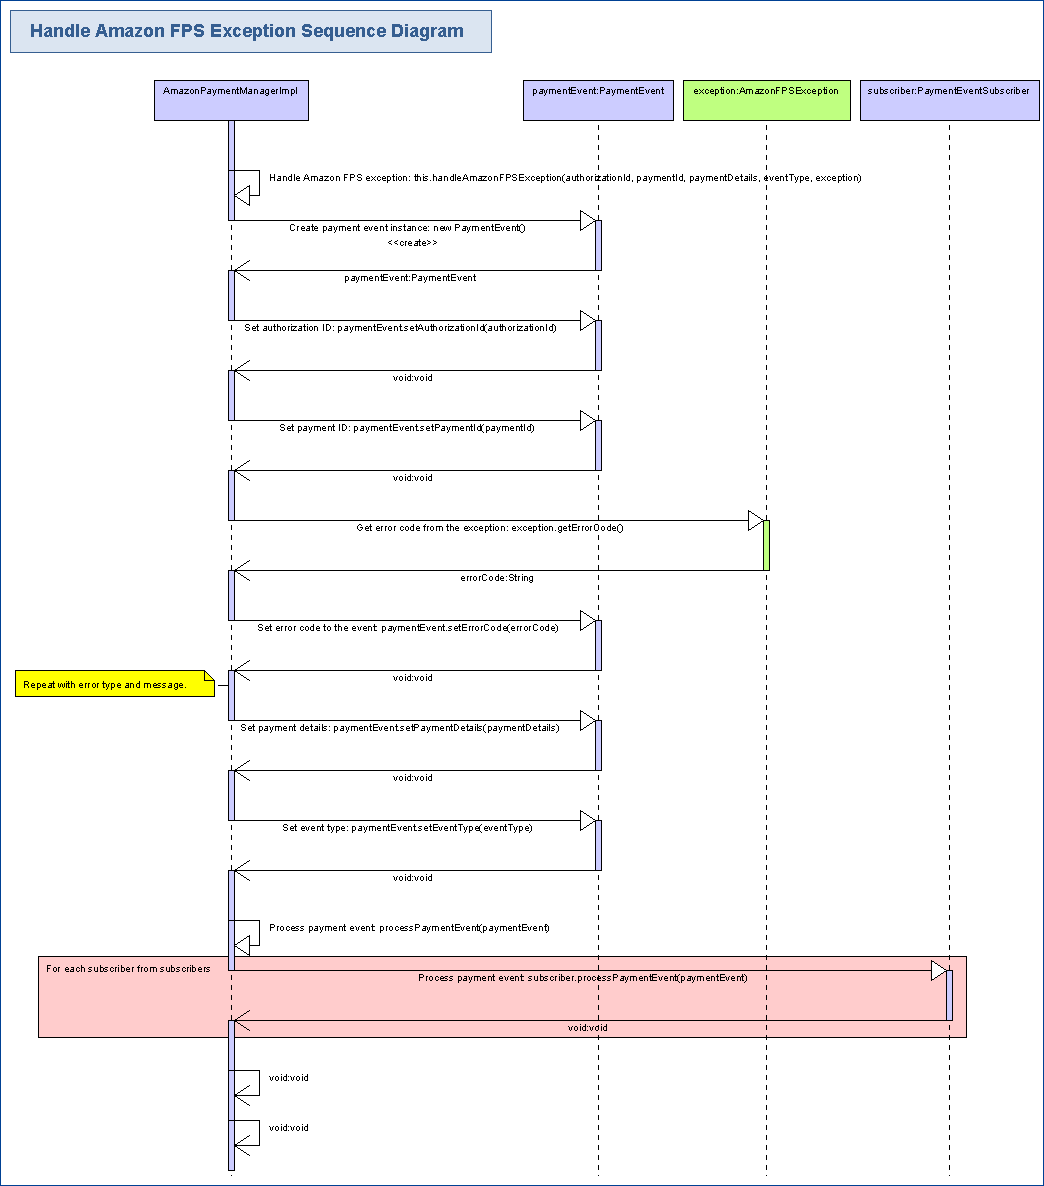 Handle Amazon FPS Exception Sequence Diagram
AmazonPaymentManagerImpl
paymentEvent:PaymentEvent
exception:AmazonFPSException
subscriber:PaymentEventSubscriber
Handle Amazon FPS exception: this.handleAmazonFPSException(authorizationId, paymentId, paymentDetails, eventType, exception)
Create payment event instance: new PaymentEvent()
<<create>>
paymentEvent:PaymentEvent
Set authorization ID: paymentEvent.setAuthorizationId(authorizationId)
void:void
Set payment ID: paymentEvent.setPaymentId(paymentId)
void:void
Get error code from the exception: exception.getErrorCode()
errorCode:String
Set error code to the event: paymentEvent.setErrorCode(errorCode)
void:void
Repeat with error type and message.
Set payment details: paymentEvent.setPaymentDetails(paymentDetails)
void:void
Set event type: paymentEvent.setEventType(eventType)
void:void
Process payment event: processPaymentEvent(paymentEvent)
For each subscriber from subscribers
Process payment event: subscriber.processPaymentEvent(paymentEvent)
void:void
void:void
void:void